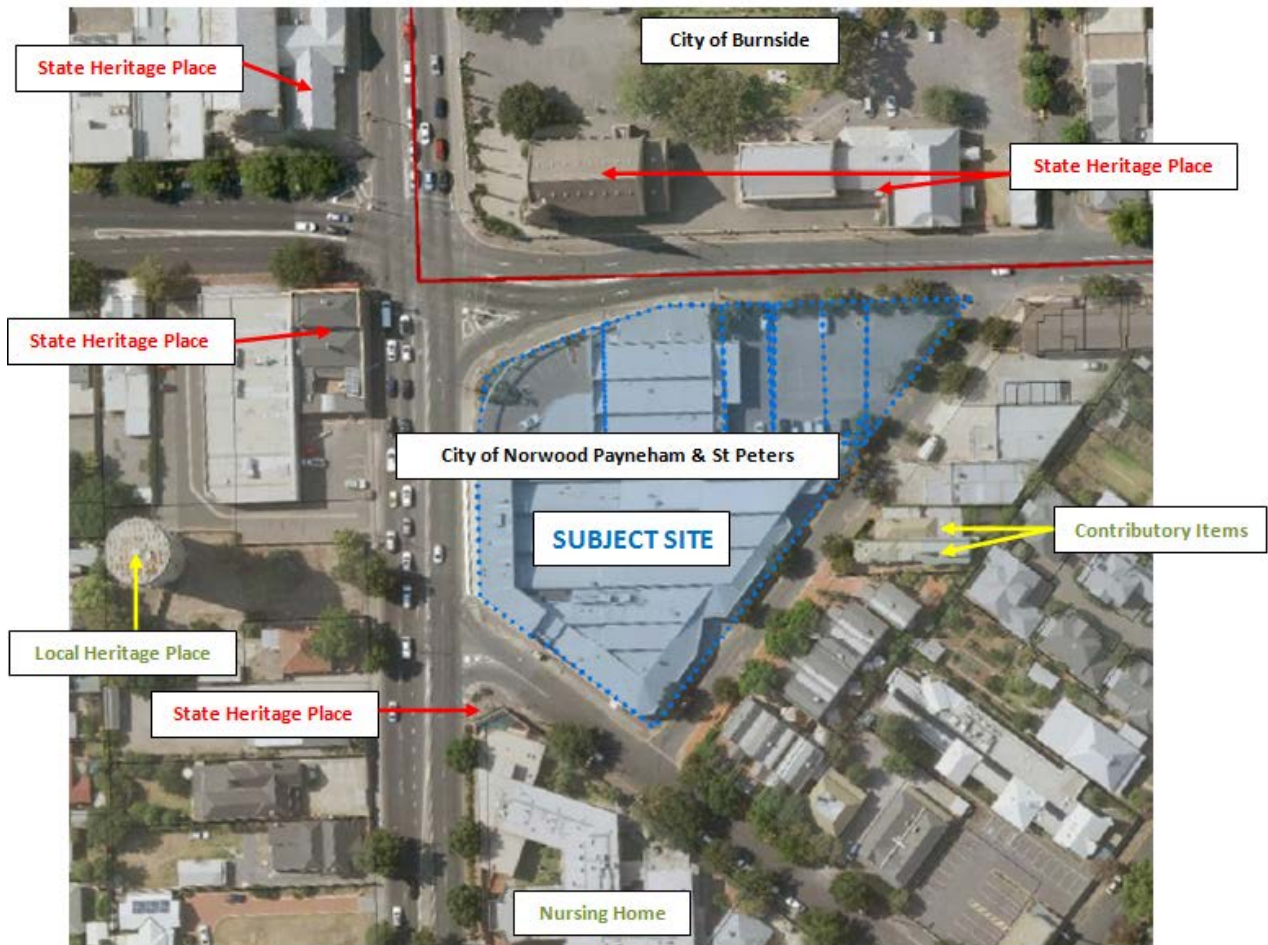 City of Burnside
State Heritage Place
State Heritage Place
State Heritage Place
City of Norwood Payneham & St Peters
SUBJECT SITE
Contributory Items
Local Heritage Place
State Heritage Place
Nursing Home